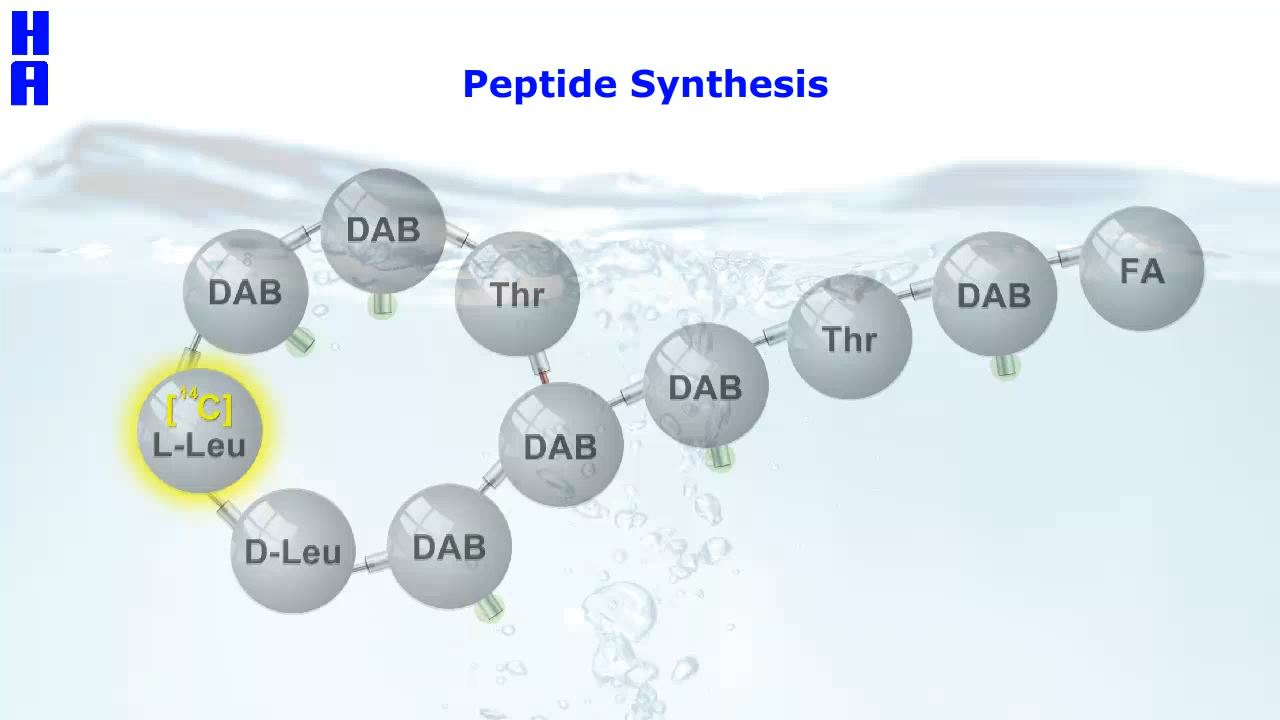 H
A
Peptide Synthesis
DAB
DAB
Thr
DAB
Thr
DAB
FA
[¹⁴C]
L-Leu
D-Leu
DAB
DAB